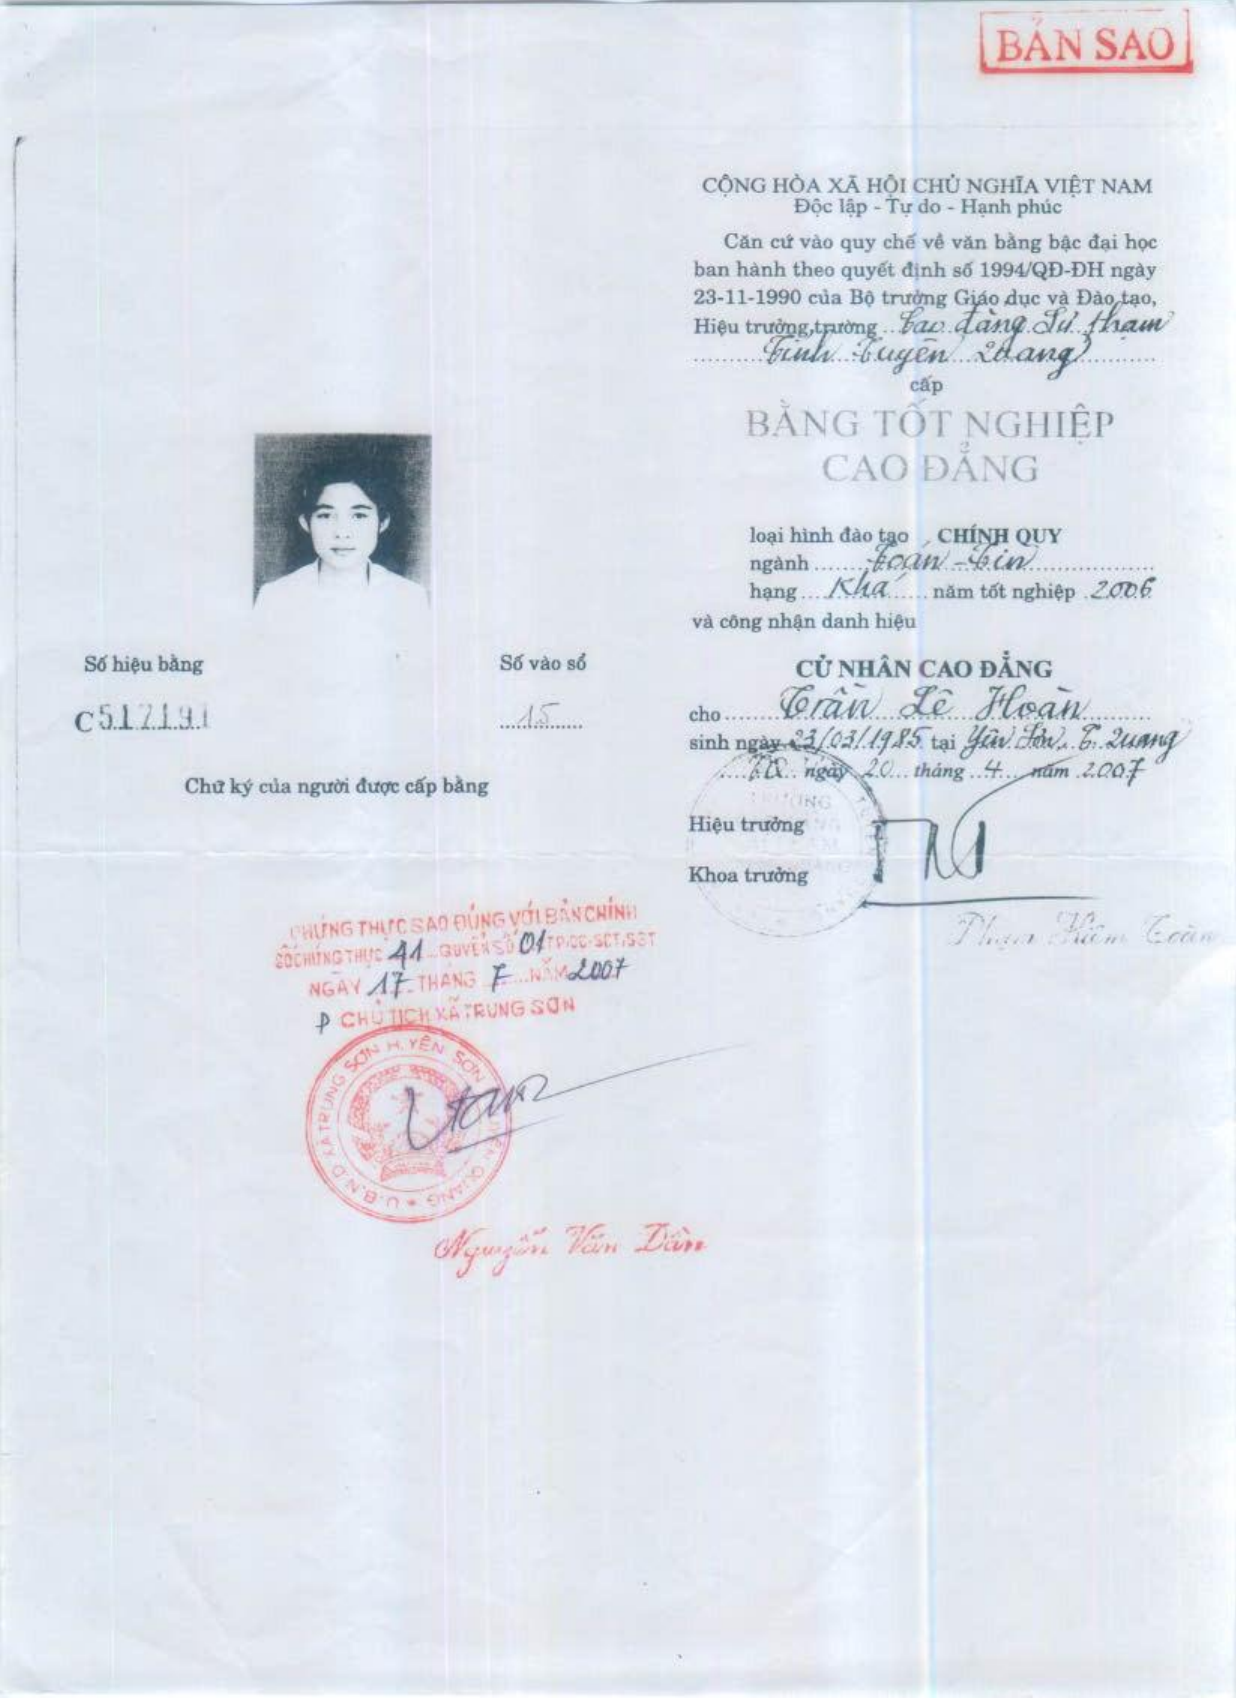 BẢN SAO
CỘNG HÒA XÃ HỘI CHỦ NGHĨA VIỆT NAM
Độc lập - Tự do - Hạnh phúc
Căn cứ vào quy chế về văn bằng bậc đại học
ban hành theo quyết định số 1994/QĐ-ĐH ngày
23-11-1990 của Bộ trưởng Giáo dục và Đào tạo,
Hiệu trưởng trường Cao đẳng Sư phạm
Tỉnh Tuyên Quang
cấp
BẰNG TỐT NGHIỆP
CAO ĐẲNG
loại hình đào tạo CHÍNH QUY
ngành Toán - Tin
hạng Khá năm tốt nghiệp 2006
và công nhận danh hiệu
CỬ NHÂN CAO ĐẲNG
cho Trần Lê Hoàn
sinh ngày 23/03/1985 tại Yên Sơn, T. Quang
TQ ngày 20 tháng 4 năm 2007
Hiệu trưởng
Khoa trưởng
Phạm Kiêm Toàn
Số hiệu bằng
C517191
Số vào sổ
15
Chữ ký của người được cấp bằng
CHỨNG THỰC SAO ĐÚNG VỚI BẢN CHÍNH
SỐ CHỨNG THỰC 41 QUYỂN SỐ 01 TP/CC-SCT/SGT
NGÀY 17 THÁNG 7 NĂM 2007
P CHỦ TỊCH XÃ TRUNG SƠN
U.B.N.D XÃ TRUNG SƠN H. YÊN SƠN QUANG
Nguyễn Văn Dần